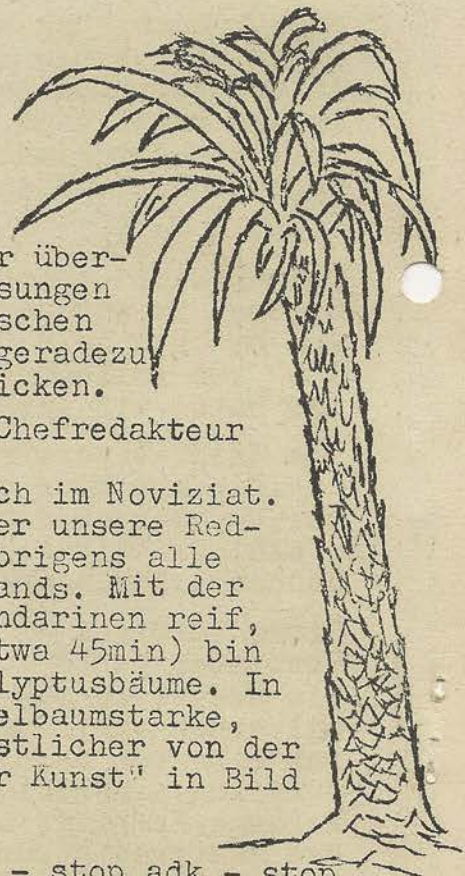 r über-
sungen
schen
geradezu
icken.
Chefredakteur
ch im Noviziat.
er unsere Red-
origens alle
ands. Mit der
ndarinen reif,
twa 45min) bin
lyptusbäume. In
elbaumstarke,
stlicher von der
r Kunst" in Bild
- stop adk - stop